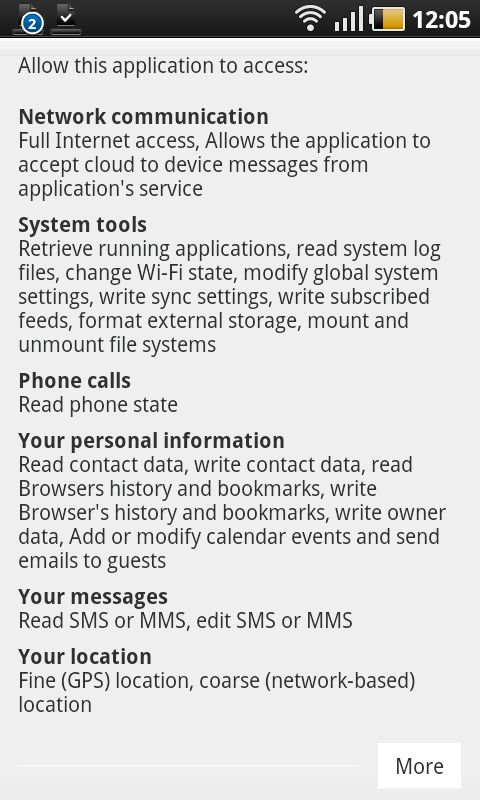 2
12:05
Allow this application to access:
Network communication
Full Internet access, Allows the application to
accept cloud to device messages from
application's service
System tools
Retrieve running applications, read system log
files, change Wi-Fi state, modify global system
settings, write sync settings, write subscribed
feeds, format external storage, mount and
unmount file systems
Phone calls
Read phone state
Your personal information
Read contact data, write contact data, read
Browsers history and bookmarks, write
Browser's history and bookmarks, write owner
data, Add or modify calendar events and send
emails to guests
Your messages
Read SMS or MMS, edit SMS or MMS
Your location
Fine (GPS) location, coarse (network-based)
location
More